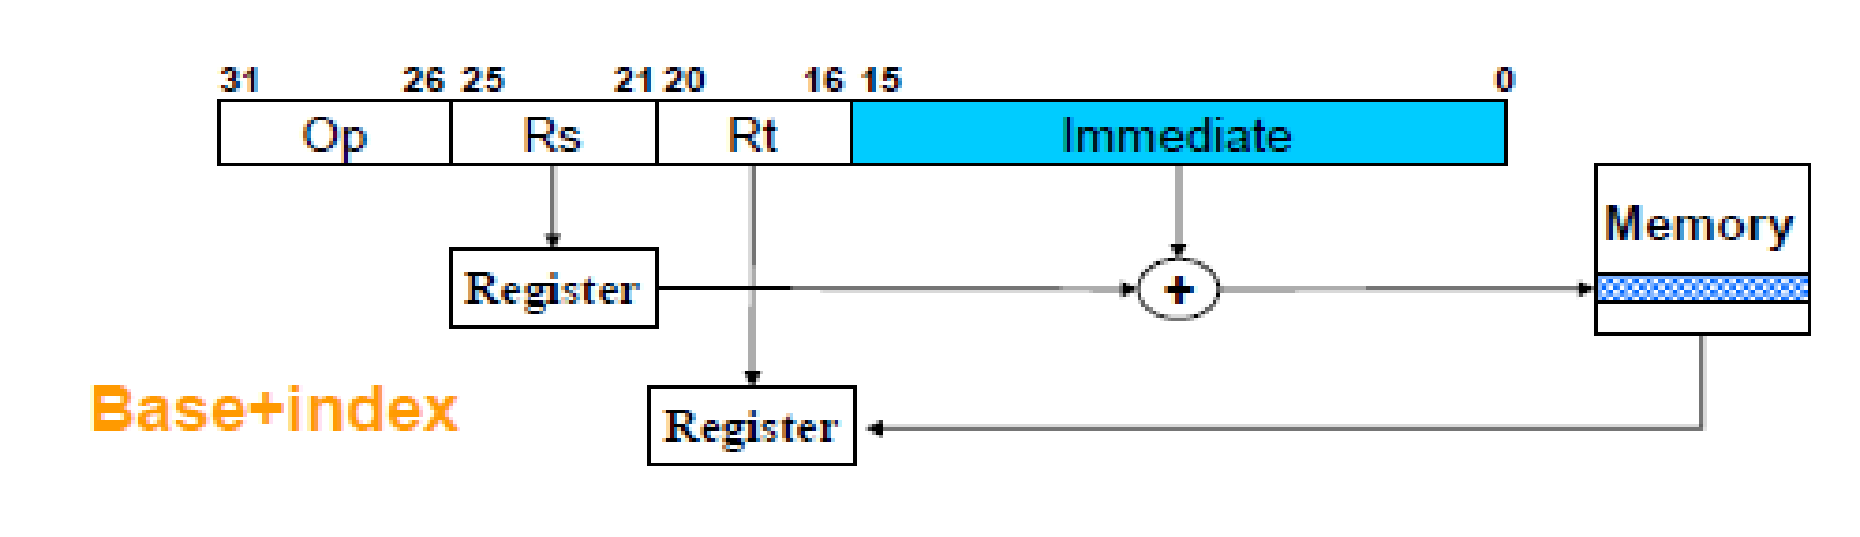 31 26 25 21 20 16 15 0
Op Rs Rt Immediate
Memory
Register +
Base+index
Register